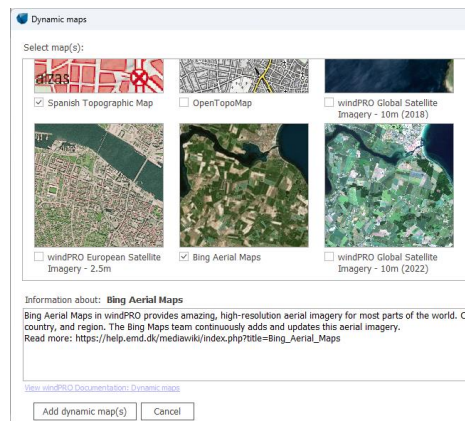 Dynamic maps
Select map(s):
aizas
Spanish Topographic Map
OpenTopoMap
windPRO Global Satellite
Imagery - 10m (2018)
windPRO European Satellite
Imagery - 2.5m
Bing Aerial Maps
windPRO Global Satellite
Imagery - 10m (2022)
Information about: Bing Aerial Maps
Bing Aerial Maps in windPRO provides amazing, high-resolution aerial imagery for most parts of the world.
country, and region. The Bing Maps team continuously adds and updates this aerial imagery.
Read more: https://help.emd.dk/mediawiki/index.php?title=Bing_Aerial_Maps
View windPRO Documentation: Dynamic maps
Add dynamic map(s)
Cancel